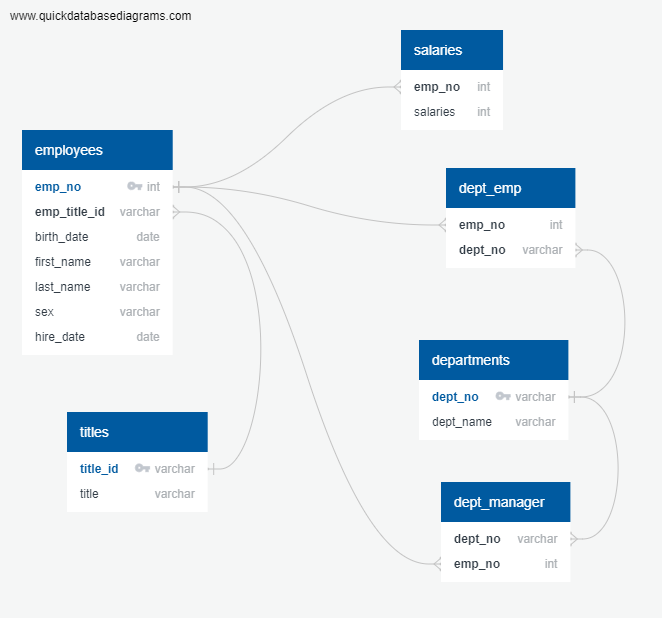 www.quickdatabasediagrams.com
salaries
emp_no int
salaries int
employees
emp_no int
emp_title_id varchar
birth_date date
first_name varchar
last_name varchar
sex varchar
hire_date date
dept_emp
emp_no int
dept_no varchar
departments
dept_no varchar
dept_name varchar
titles
title_id varchar
title varchar
dept_manager
dept_no varchar
emp_no int